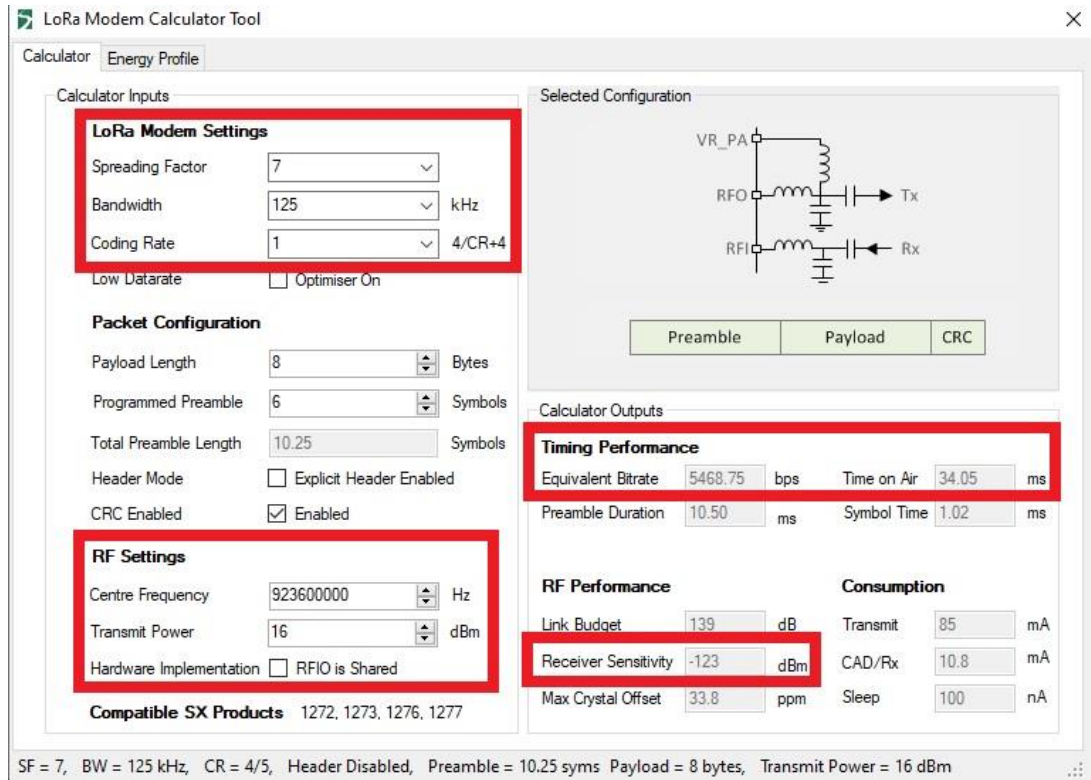 LoRa Modem Calculator Tool
Calculator Energy Profile
Calculator Inputs
LoRa Modem Settings
Spreading Factor 7
Bandwidth 125 kHz
Coding Rate 1 4/CR+4
Low Datarate Optimiser On
Packet Configuration
Payload Length 8 Bytes
Programmed Preamble 6 Symbols
Total Preamble Length 10.25 Symbols
Header Mode Explicit Header Enabled
CRC Enabled Enabled
RF Settings
Centre Frequency 923600000 Hz
Transmit Power 16 dBm
Hardware Implementation RFIO is Shared
Compatible SX Products 1272, 1273, 1276, 1277
Selected Configuration
VR_PA
RFO Tx
RFI Rx
Preamble Payload CRC
Calculator Outputs
Timing Performance
Equivalent Bitrate 5468.75 bps Time on Air 34.05 ms
Preamble Duration 10.50 ms Symbol Time 1.02 ms
RF Performance Consumption
Link Budget 139 dB Transmit 85 mA
Receiver Sensitivity -123 dBm CAD/Rx 10.8 mA
Max Crystal Offset 33.8 ppm Sleep 100 nA
SF = 7, BW = 125 kHz, CR = 4/5, Header Disabled, Preamble = 10.25 syms Payload = 8 bytes, Transmit Power = 16 dBm